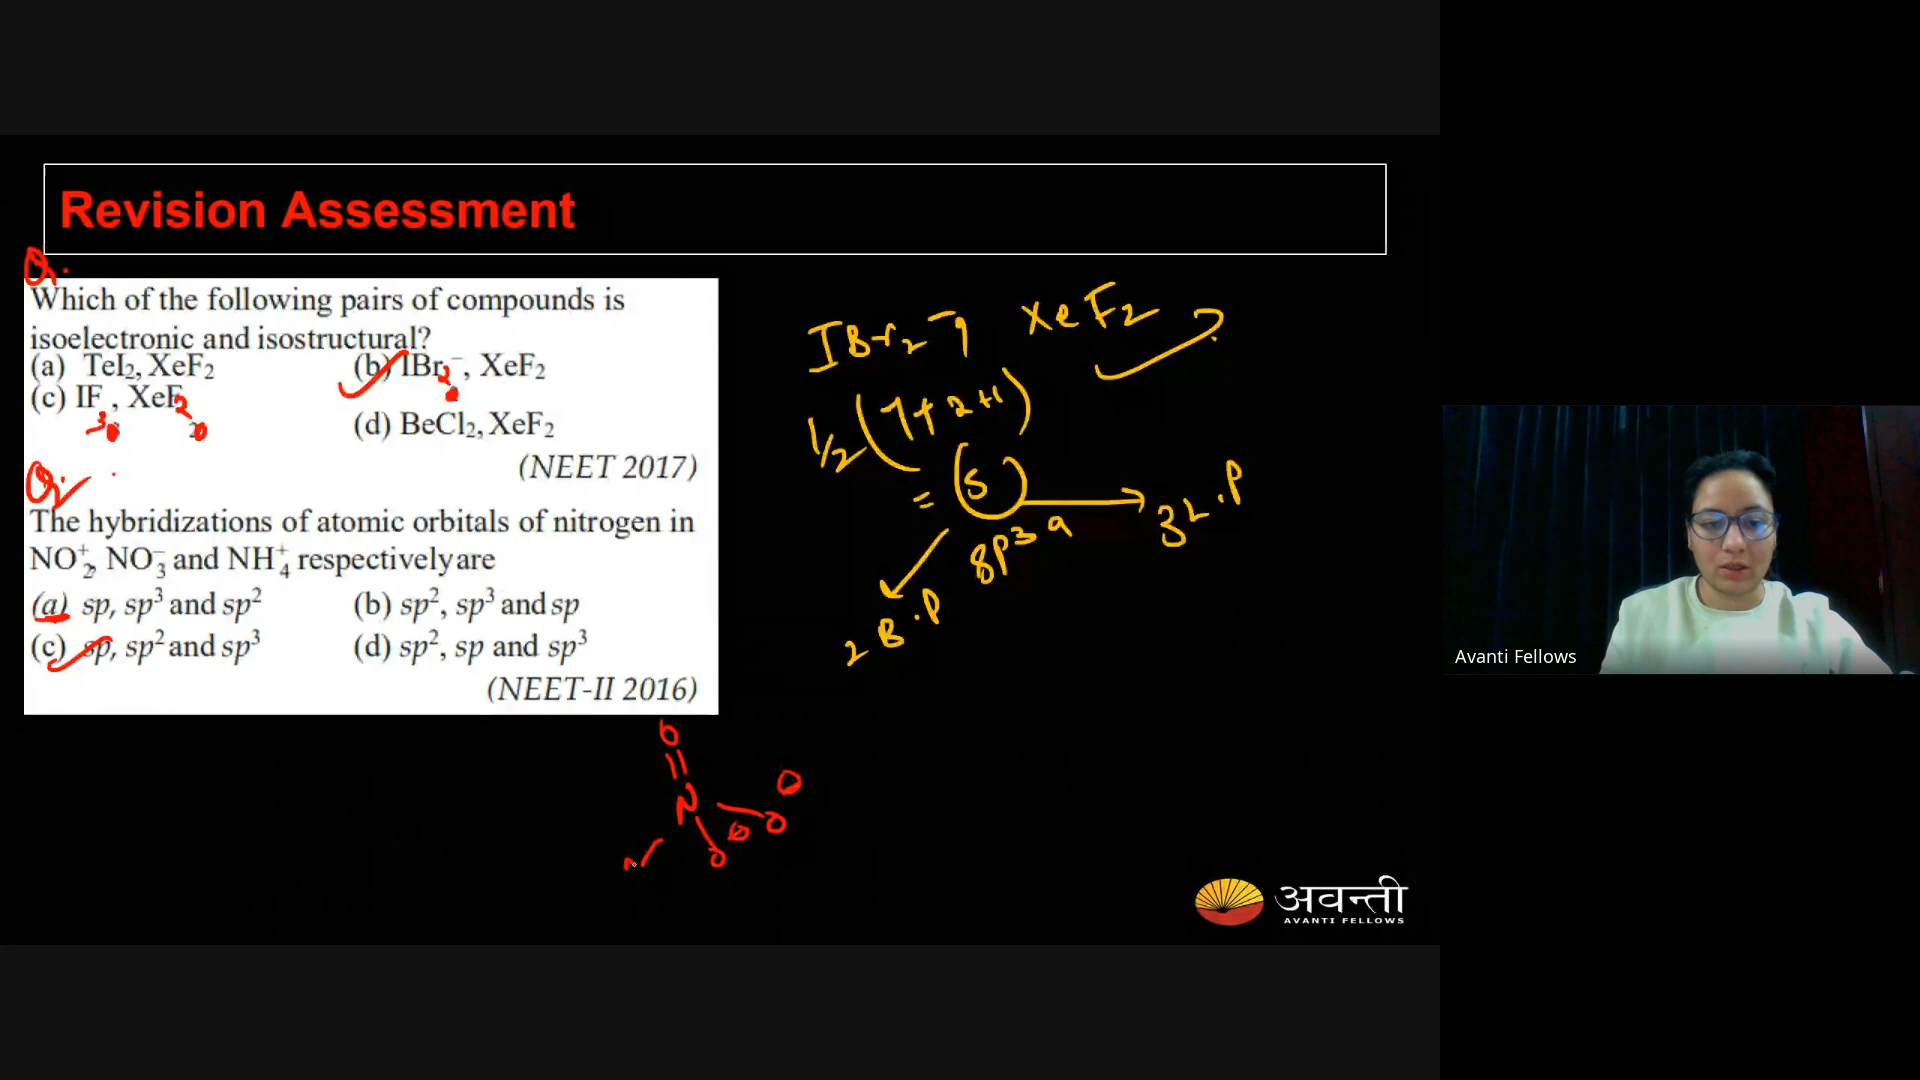 Revision Assessment
Q.
Which of the following pairs of compounds is
isoelectronic and isostructural?
(a) TeI₂, XeF₂ (b) IBr₂⁻, XeF₂
(c) IF₃, XeF₂
(d) BeCl₂, XeF₂
(NEET 2017)
Q.
The hybridizations of atomic orbitals of nitrogen in
NO₂⁺, NO₃⁻ and NH₄⁺ respectively are
(a) sp, sp³ and sp² (b) sp², sp³ and sp
(c) sp, sp² and sp³ (d) sp², sp and sp³
(NEET-II 2016)
IBr₂⁻, XeF₂
1/2 (7+2+1)
= 5
3 L.P
sp³d
2 B.P
O
N
O
O
Avanti Fellows
अवन्ती
AVANTI FELLOWS